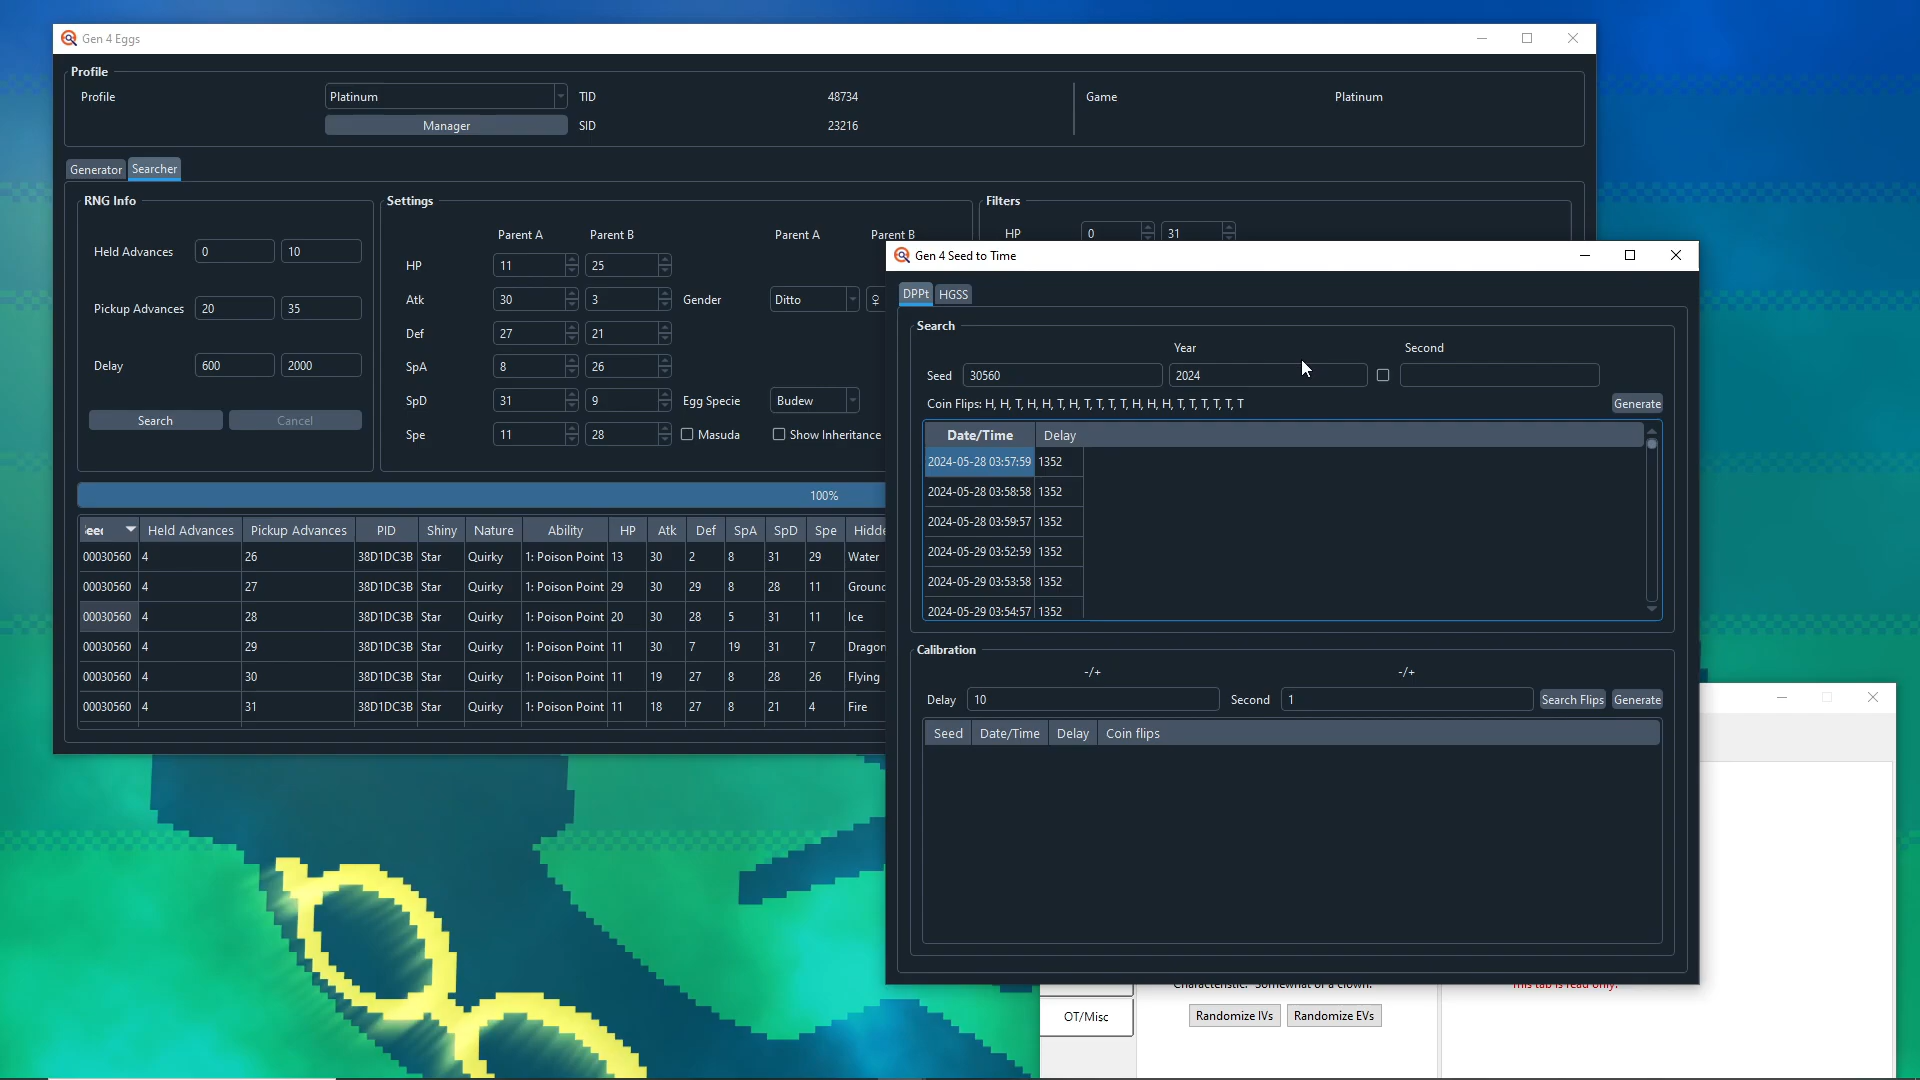 Gen 4 Eggs
Profile
Profile Platinum TID 48734 Game Platinum
Manager SID 23216
Generator Searcher
RNG Info
Held Advances 0 10
Pickup Advances 20 35
Delay 600 2000
Search Cancel
Settings
Parent A Parent B Parent A Parent B
HP 11 25
Atk 30 3 Gender Ditto ♀
Def 27 21
SpA 8 26
SpD 31 9 Egg Specie Budew
Spe 11 28 Masuda Show Inheritance
Filters
HP 0 31
100%
Held Advances Pickup Advances PID Shiny Nature Ability HP Atk Def SpA SpD Spe
00030560 4 26 38D1DC3B Star Quirky 1: Poison Point 13 30 2 8 31 29 Water
00030560 4 27 38D1DC3B Star Quirky 1: Poison Point 29 30 29 8 28 11 Ground
00030560 4 28 38D1DC3B Star Quirky 1: Poison Point 20 30 28 5 31 11 Ice
00030560 4 29 38D1DC3B Star Quirky 1: Poison Point 11 30 7 19 31 7 Dragon
00030560 4 30 38D1DC3B Star Quirky 1: Poison Point 11 19 27 8 28 26 Flying
00030560 4 31 38D1DC3B Star Quirky 1: Poison Point 11 18 27 8 21 4 Fire
Gen 4 Seed to Time
DPPt HGSS
Search
Year Second
Seed 30560 2024
Coin Flips: H, H, T, H, H, T, H, T, T, T, T, H, H, H, T, T, T, T, T, T
Generate
Date/Time Delay
2024-05-28 03:57:59 1352
2024-05-28 03:58:58 1352
2024-05-28 03:59:57 1352
2024-05-29 03:52:59 1352
2024-05-29 03:53:58 1352
2024-05-29 03:54:57 1352
Calibration
-/+ -/+
Delay 10 Second 1 Search Flips Generate
Seed Date/Time Delay Coin flips
Characteristic: Somewhat of a clown.
This tab is read only.
OT/Misc Randomize IVs Randomize EVs